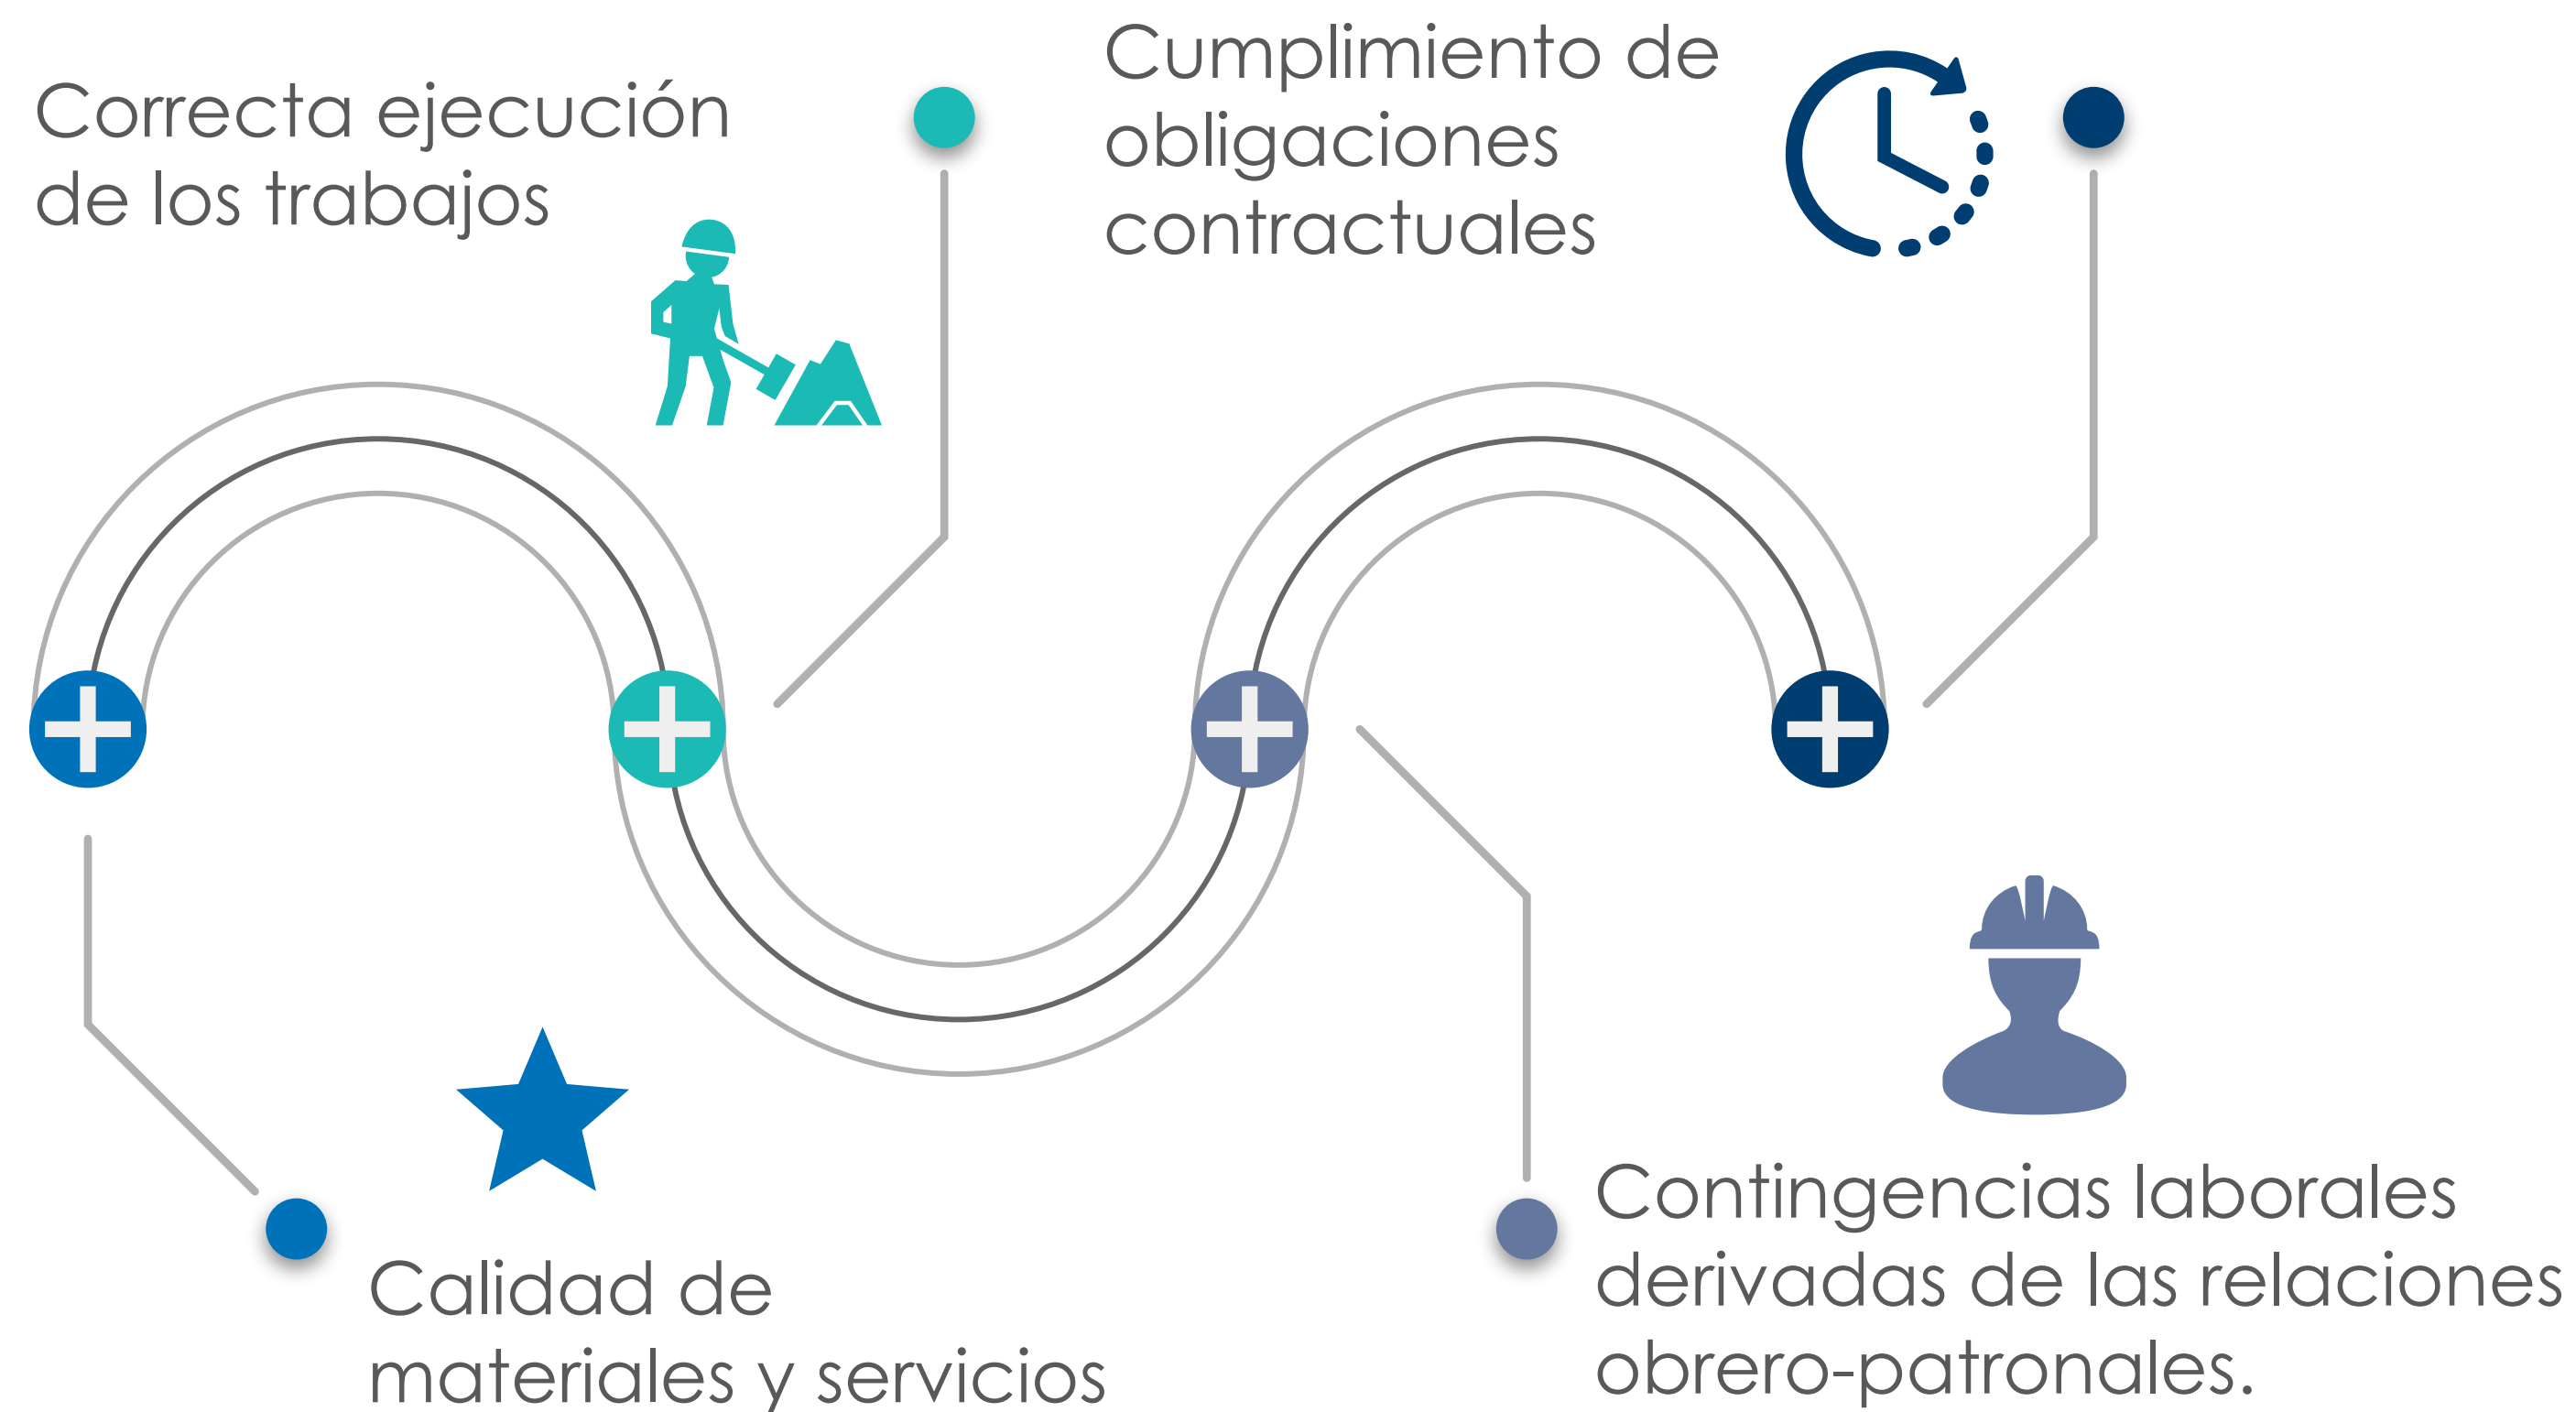 Correcta ejecución
de los trabajos
Cumplimiento de
obligaciones
contractuales
Calidad de
materiales y servicios
Contingencias laborales
derivadas de las relaciones
obrero-patronales.